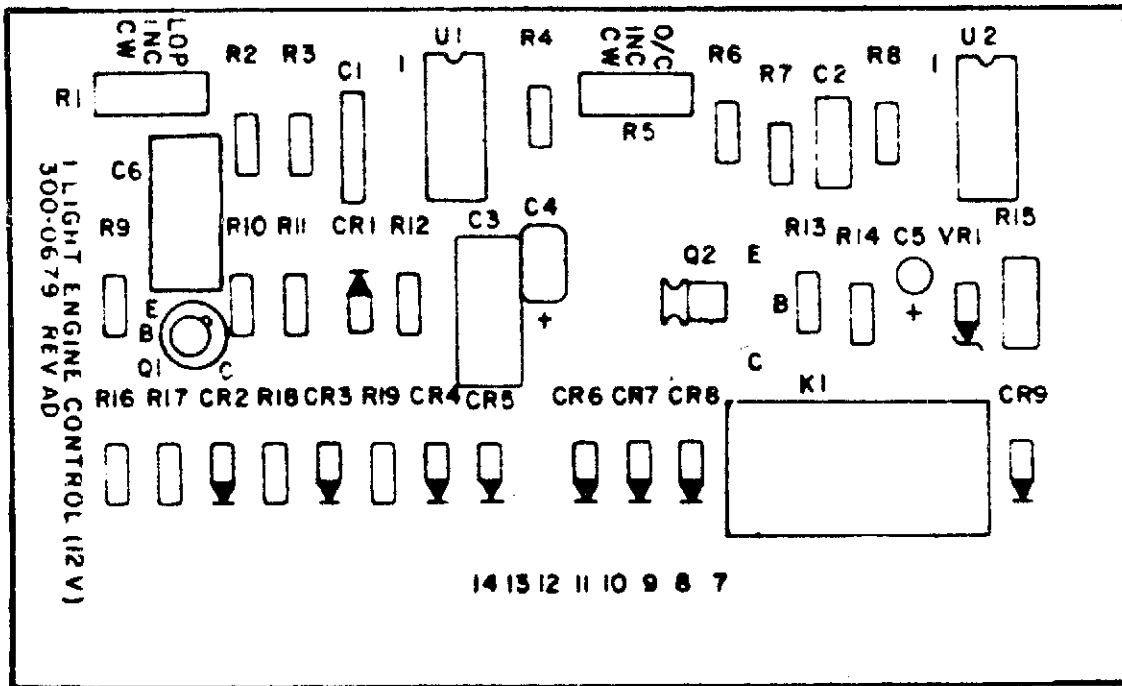 LOP
INC
CW
R1
R2
R3
C1
1
U1
R4
O/C
INC
CW
R5
R6
R7
C2
R8
1
U2
C6
R9
R10
R11
CR1
R12
C3
C4
+
Q2
E
B
C
R13
R14
C5
+
VR1
R15
E
B
C
Q1
R16
R17
CR2
R18
CR3
R19
CR4
CR5
CR6
CR7
CR8
K1
CR9
1 LIGHT ENGINE CONTROL (12 V)
300-0679 REV AD
14 13 12 11 10 9 8 7